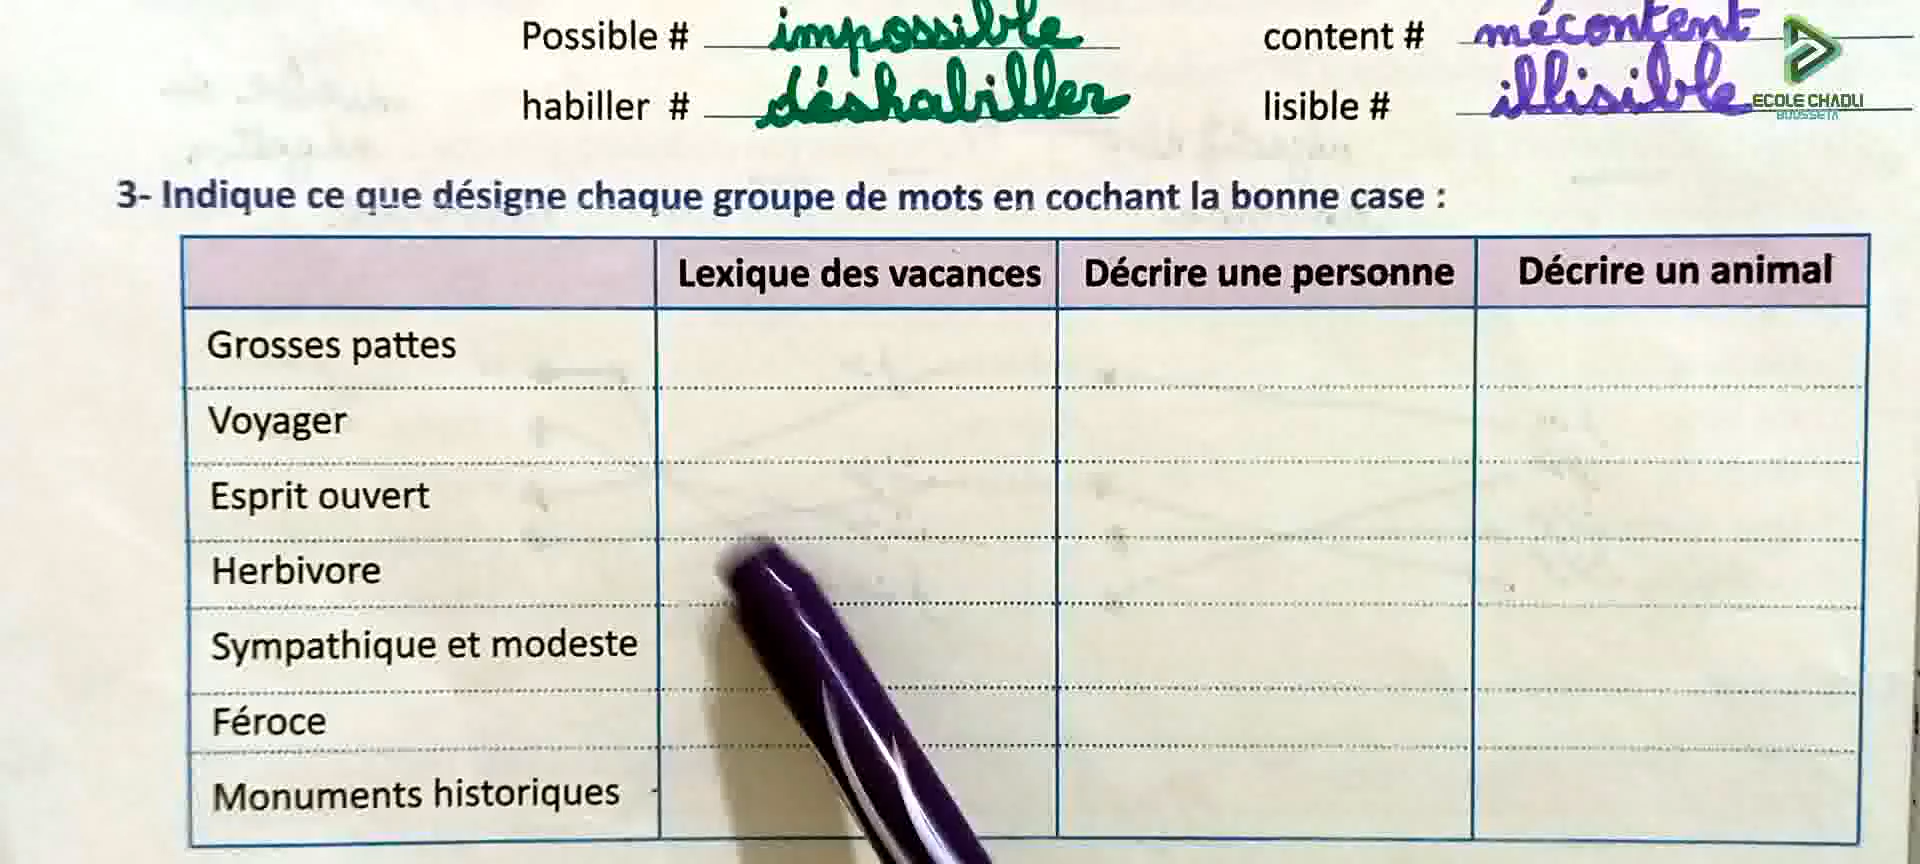 Possible # impossible content # mécontent
habiller # déshabiller lisible # illisible
ECOLE CHADLI
BOUSSETA
3- Indique ce que désigne chaque groupe de mots en cochant la bonne case :
Lexique des vacances Décrire une personne Décrire un animal
Grosses pattes
Voyager
Esprit ouvert
Herbivore
Sympathique et modeste
Féroce
Monuments historiques